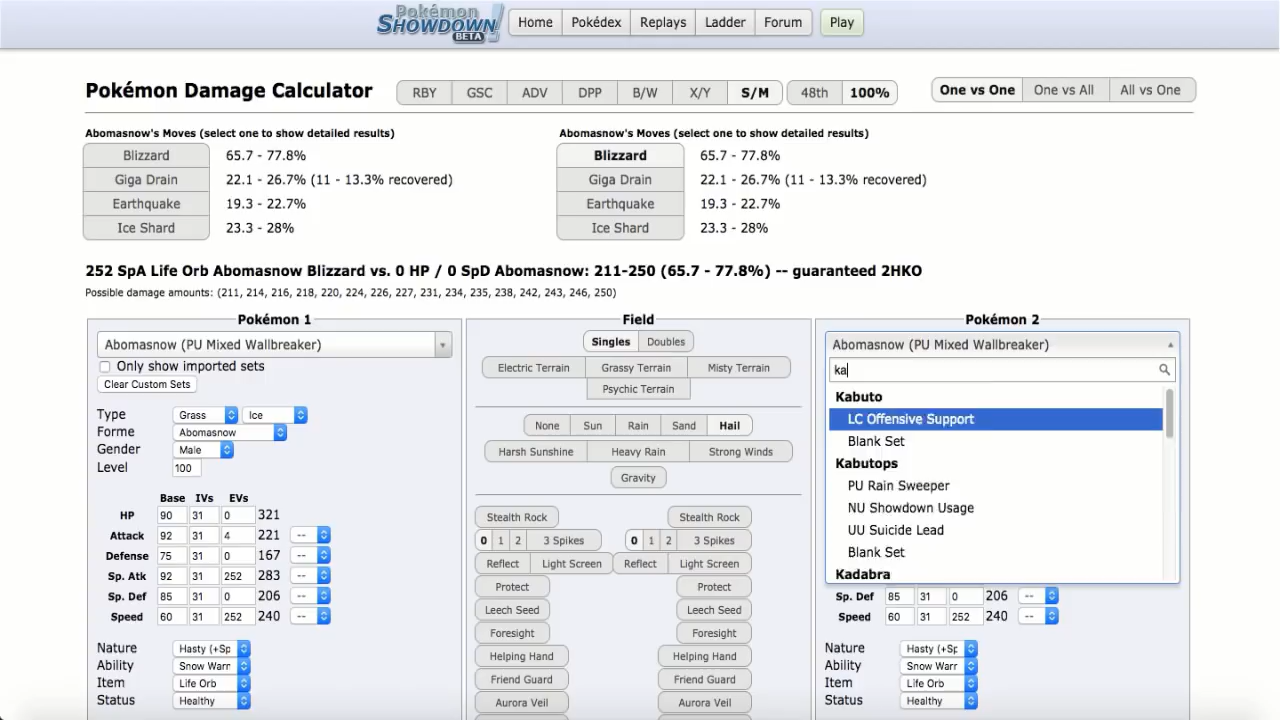 Pokémon
SHOWDOWN!
BETA
Home Pokédex Replays Ladder Forum Play
Pokémon Damage Calculator RBY GSC ADV DPP B/W X/Y S/M 48th 100% One vs One One vs All All vs One
Abomasnow's Moves (select one to show detailed results) Abomasnow's Moves (select one to show detailed results)
Blizzard 65.7 - 77.8% Blizzard 65.7 - 77.8%
Giga Drain 22.1 - 26.7% (11 - 13.3% recovered) Giga Drain 22.1 - 26.7% (11 - 13.3% recovered)
Earthquake 19.3 - 22.7% Earthquake 19.3 - 22.7%
Ice Shard 23.3 - 28% Ice Shard 23.3 - 28%
252 SpA Life Orb Abomasnow Blizzard vs. 0 HP / 0 SpD Abomasnow: 211-250 (65.7 - 77.8%) -- guaranteed 2HKO
Possible damage amounts: (211, 214, 216, 218, 220, 224, 226, 227, 231, 234, 235, 238, 242, 243, 246, 250)
Pokémon 1
Abomasnow (PU Mixed Wallbreaker)
Only show imported sets
Clear Custom Sets
Type Grass Ice
Forme Abomasnow
Gender Male
Level 100
Base IVs EVs
HP 90 31 0 321
Attack 92 31 4 221 --
Defense 75 31 0 167 --
Sp. Atk 92 31 252 283 --
Sp. Def 85 31 0 206 --
Speed 60 31 252 240 --
Nature Hasty (+Sp
Ability Snow Warr
Item Life Orb
Status Healthy
Field
Singles Doubles
Electric Terrain Grassy Terrain Misty Terrain
Psychic Terrain
None Sun Rain Sand Hail
Harsh Sunshine Heavy Rain Strong Winds
Gravity
Stealth Rock Stealth Rock
0 1 2 3 Spikes 0 1 2 3 Spikes
Reflect Light Screen Reflect Light Screen
Protect Protect
Leech Seed Leech Seed
Foresight Foresight
Helping Hand Helping Hand
Friend Guard Friend Guard
Aurora Veil Aurora Veil
Pokémon 2
Abomasnow (PU Mixed Wallbreaker)
ka
Kabuto
LC Offensive Support
Blank Set
Kabutops
PU Rain Sweeper
NU Showdown Usage
UU Suicide Lead
Blank Set
Kadabra
Sp. Def 85 31 0 206 --
Speed 60 31 252 240 --
Nature Hasty (+Sp
Ability Snow Warr
Item Life Orb
Status Healthy